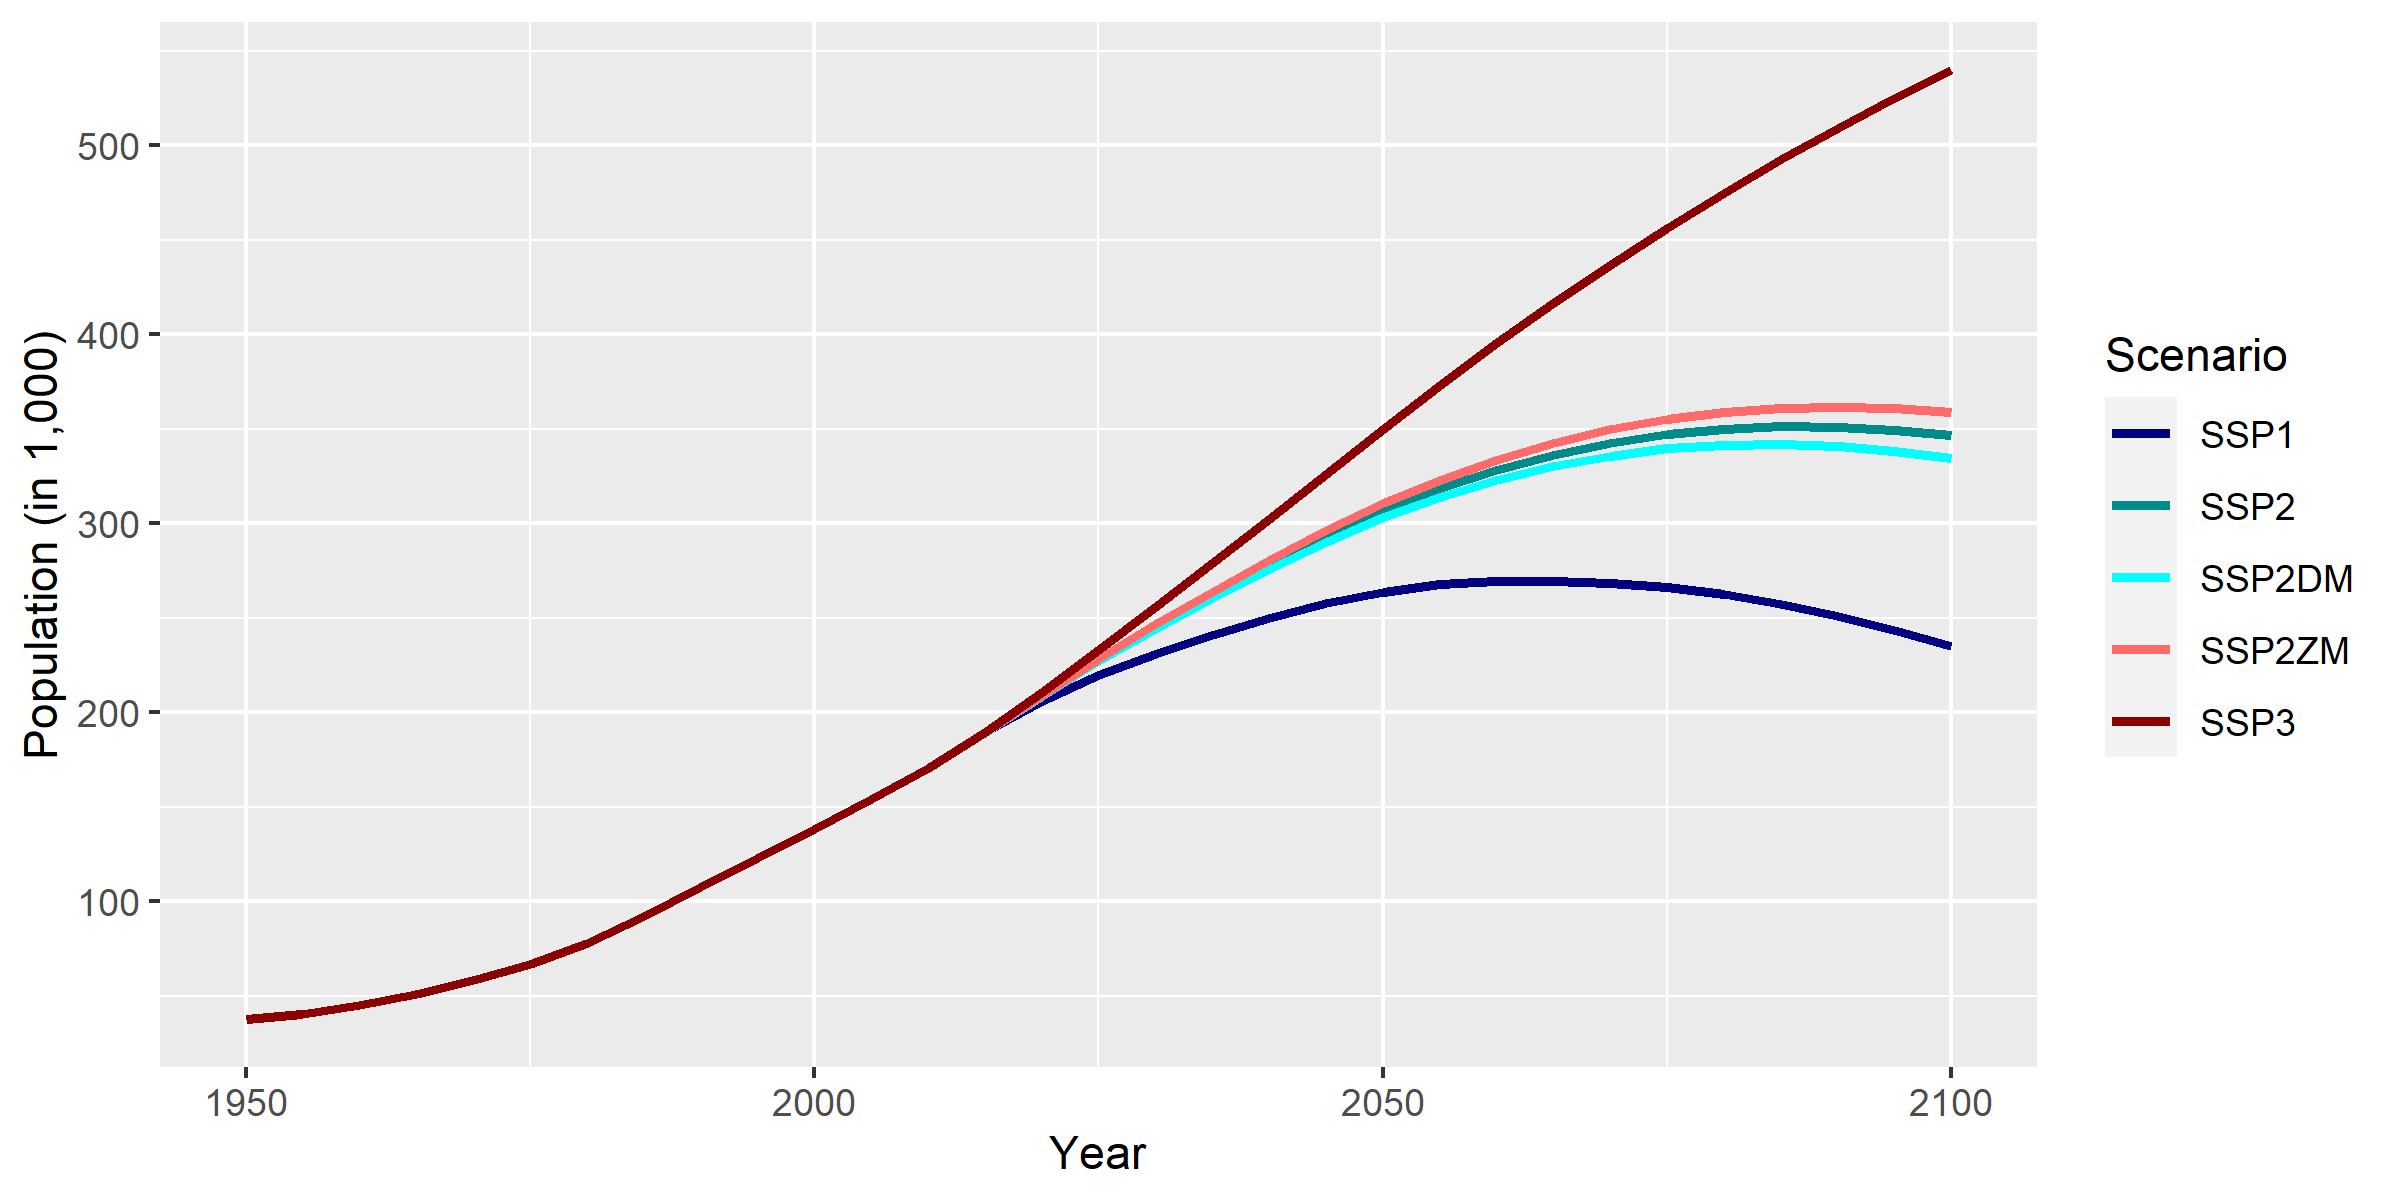 Population (in 1,000)
500
400
300
200
100
1950
2000
2050
2100
Year
Scenario
SSP1
SSP2
SSP2DM
SSP2ZM
SSP3